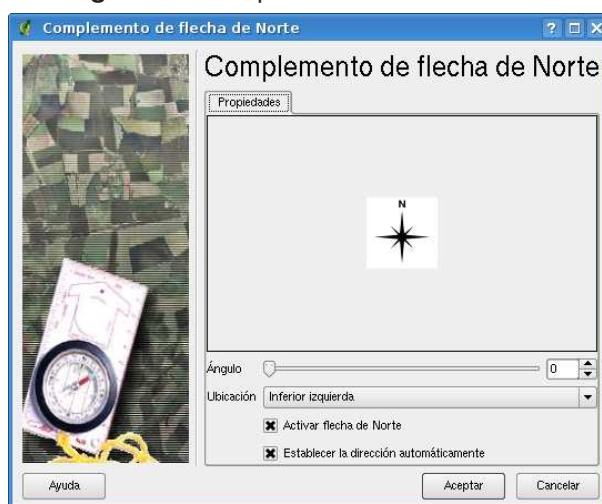 Complemento de flecha de Norte
Complemento de flecha de Norte
Propiedades
N
Ángulo 0
Ubicación Inferior izquierda
Activar flecha de Norte
Establecer la dirección automáticamente
Ayuda Aceptar Cancelar